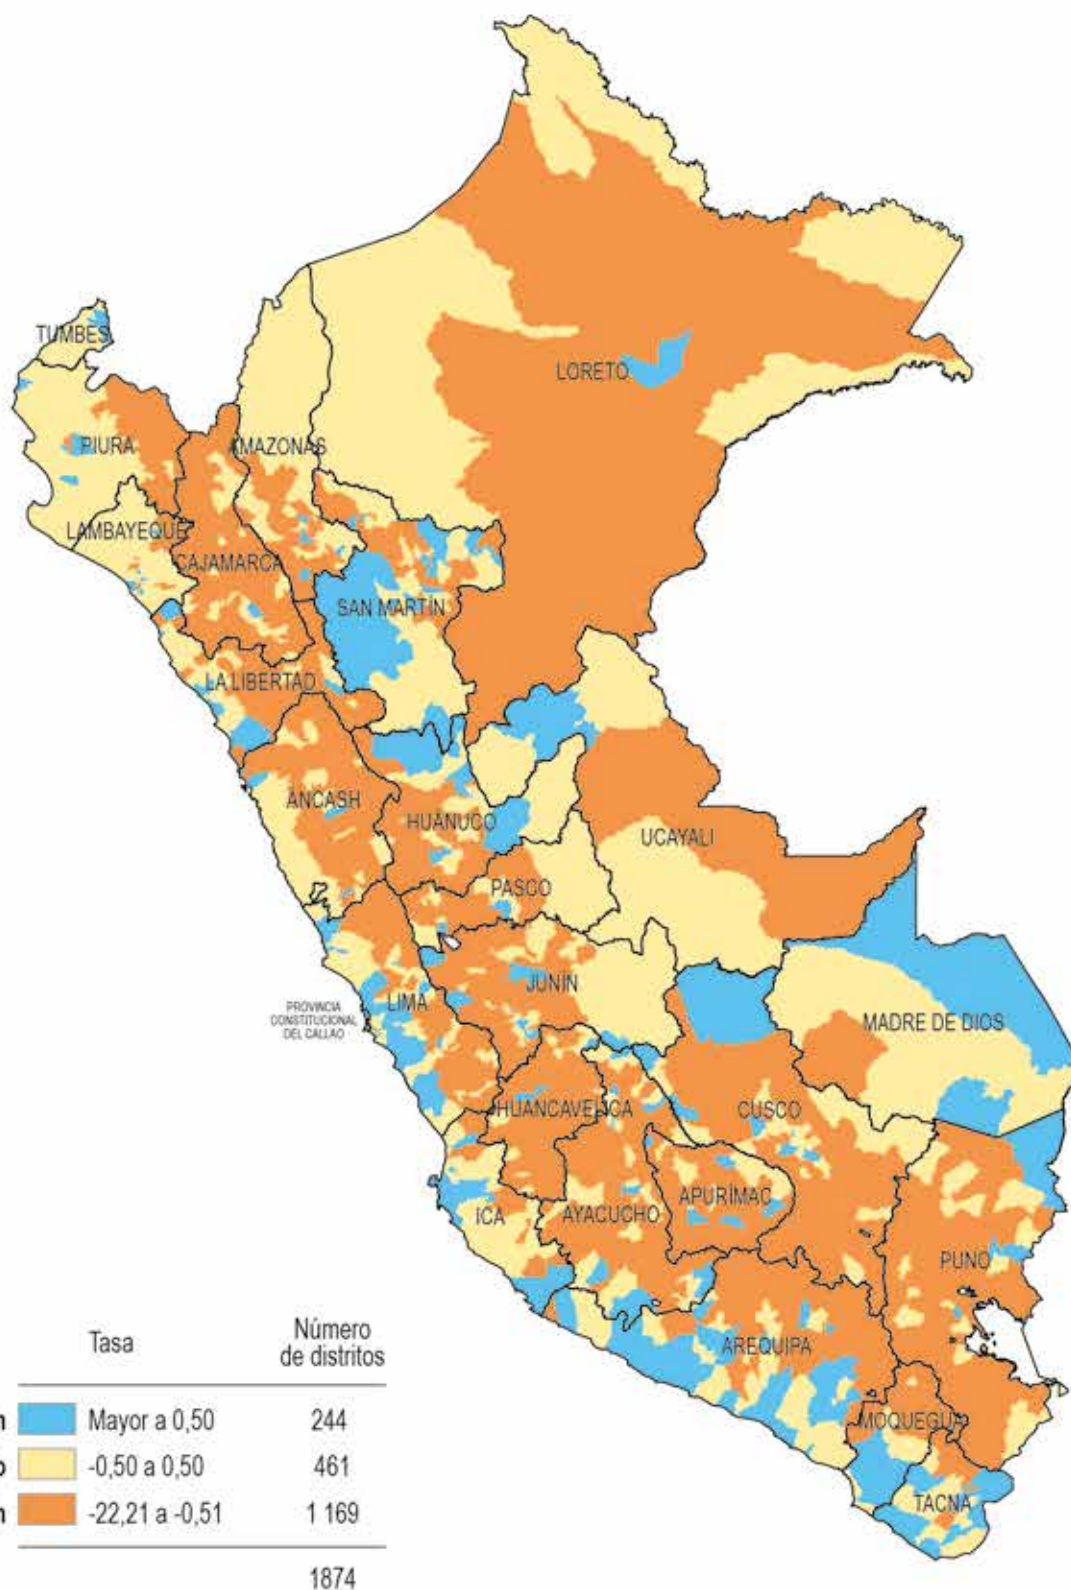 TUMBES
LORETO
PIURA
AMAZONAS
LAMBAYEQUE
CAJAMARCA
SAN MARTÍN
LA LIBERTAD
ANCASH
HUÁNUCO
UCAYALI
PASCO
JUNÍN
LIMA
PROVINCIA
CONSTITUCIONAL
DEL CALLAO
MADRE DE DIOS
HUANCAVELICA
CUSCO
APURÍMAC
ICA
AYACUCHO
PUNO
AREQUIPA
MOQUEGUA
TACNA
Tasa Número
de distritos
n Mayor a 0,50 244
o -0,50 a 0,50 461
n -22,21 a -0,51 1 169
1874